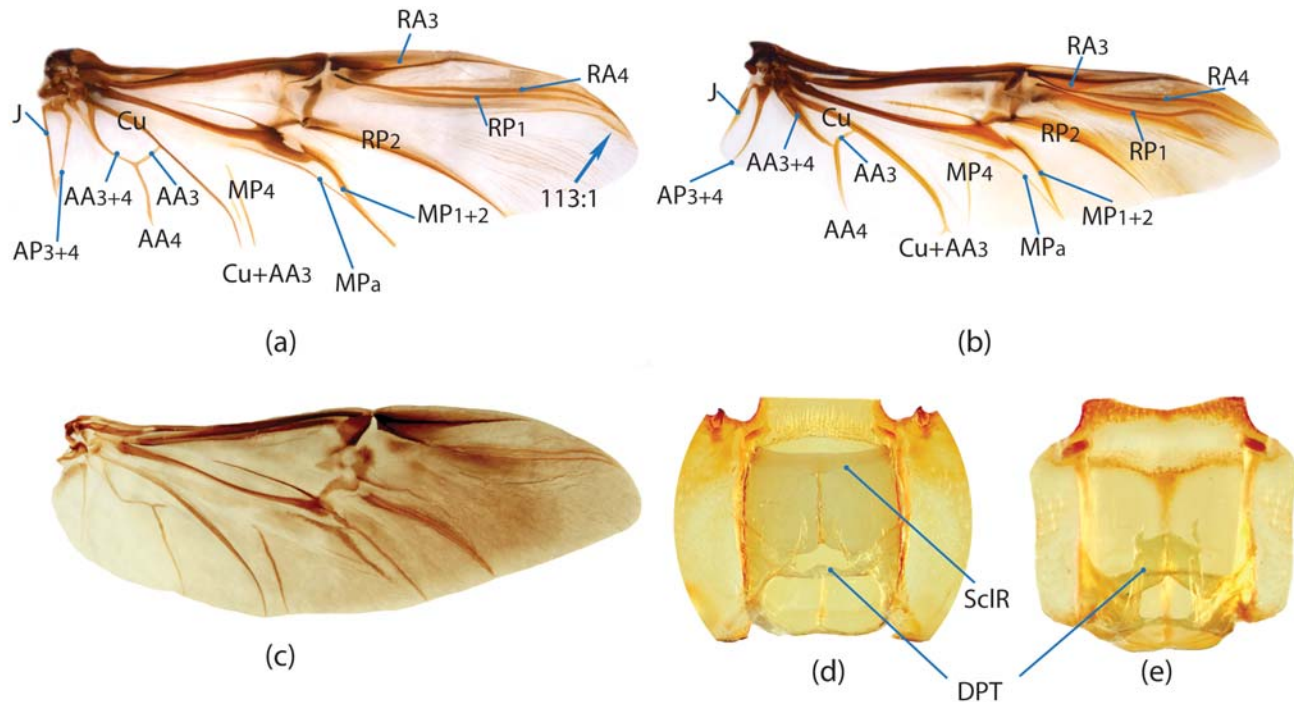 RA3
RA4
J
Cu
RP1
RP2
AA3+4
AA3
MP4
113:1
MP1+2
AP3+4
AA4
Cu+AA3
MPa
(a)
RA3
RA4
J
Cu
RP2
RP1
AA3+4
AA3
MP4
AP3+4
MP1+2
AA4
Cu+AA3
MPa
(b)
(c)
SclR
(d)
(e)
DPT